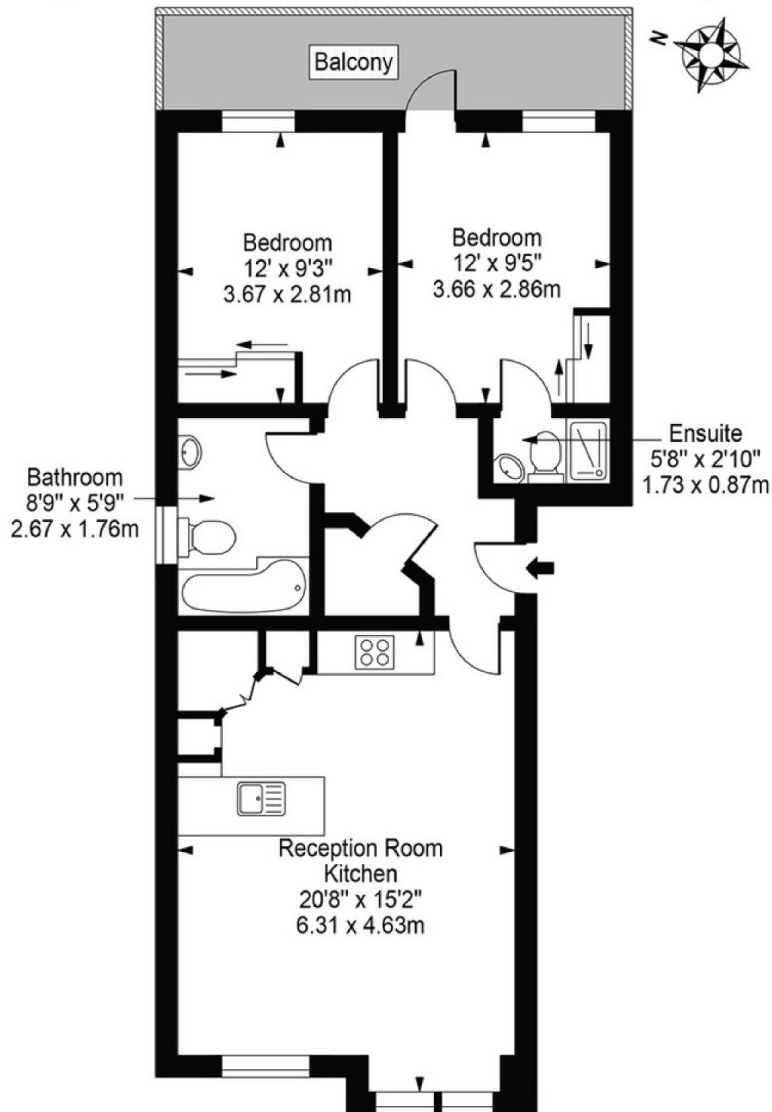 Balcony
N
Bedroom
12' x 9'3"
3.67 x 2.81m
Bedroom
12' x 9'5"
3.66 x 2.86m
Ensuite
5'8" x 2'10"
1.73 x 0.87m
Bathroom
8'9" x 5'9"
2.67 x 1.76m
Reception Room
Kitchen
20'8" x 15'2"
6.31 x 4.63m